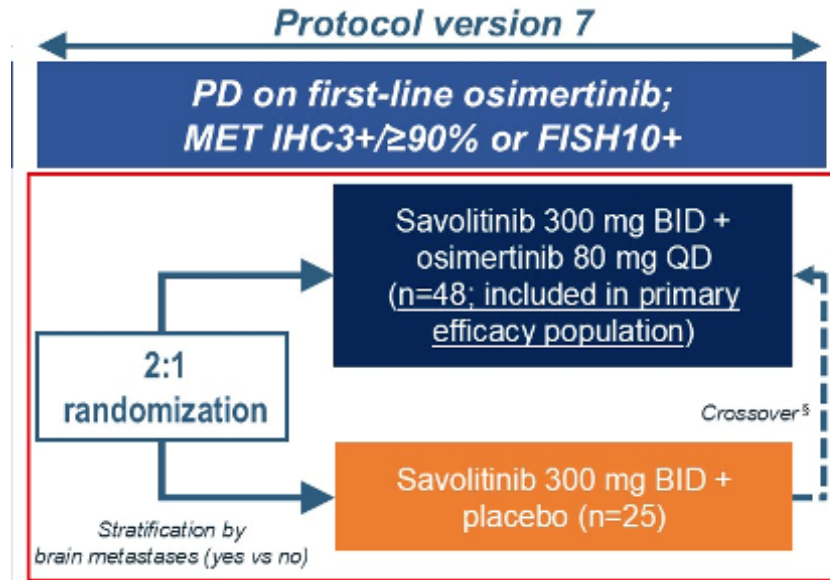 Protocol version 7
PD on first-line osimertinib;
MET IHC3+/≥90% or FISH10+
Savolitinib 300 mg BID +
osimertinib 80 mg QD
(n=48; included in primary
efficacy population)
2:1
randomization
Crossover§
Savolitinib 300 mg BID +
placebo (n=25)
Stratification by
brain metastases (yes vs no)